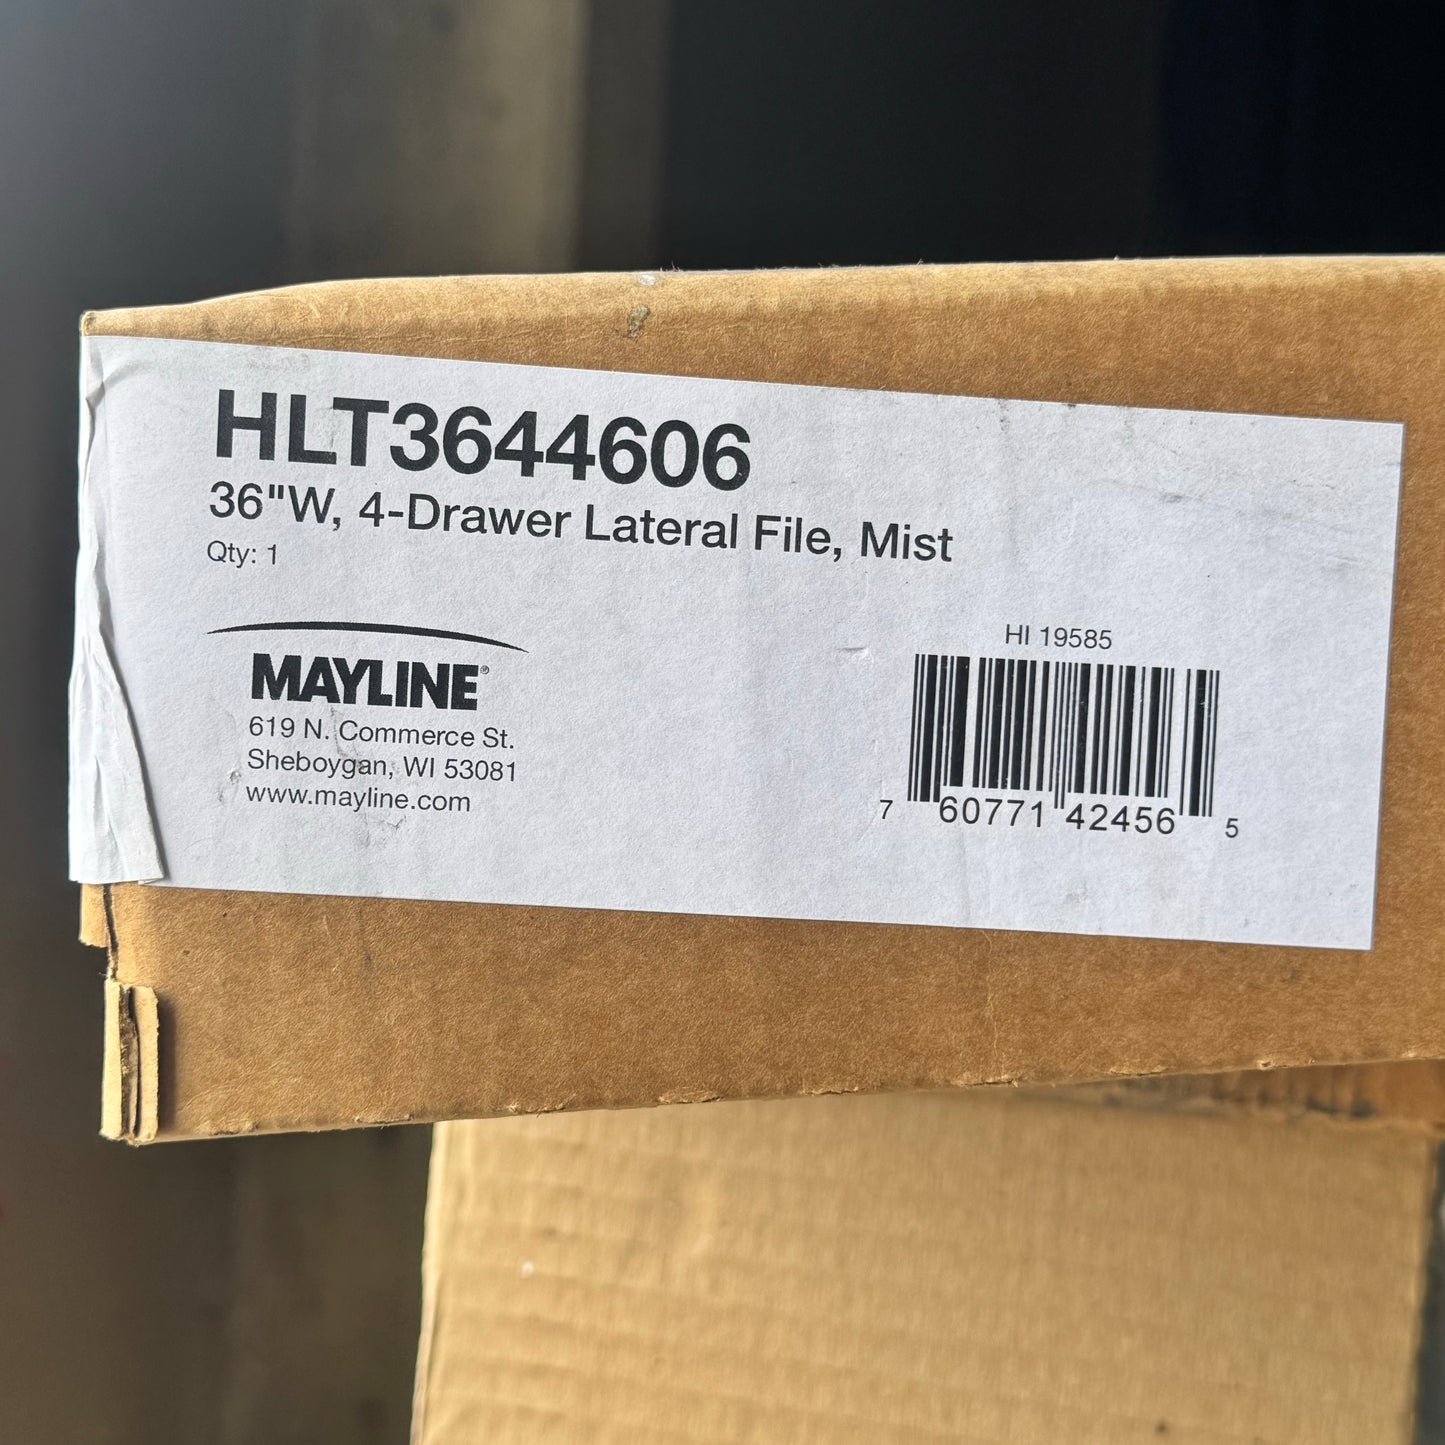 HLT3644606
36"W, 4-Drawer Lateral File, Mist
Qty: 1
MAYLINE®
619 N. Commerce St.
Sheboygan, WI 53081
www.mayline.com
HI 19585
7 60771 42456 5